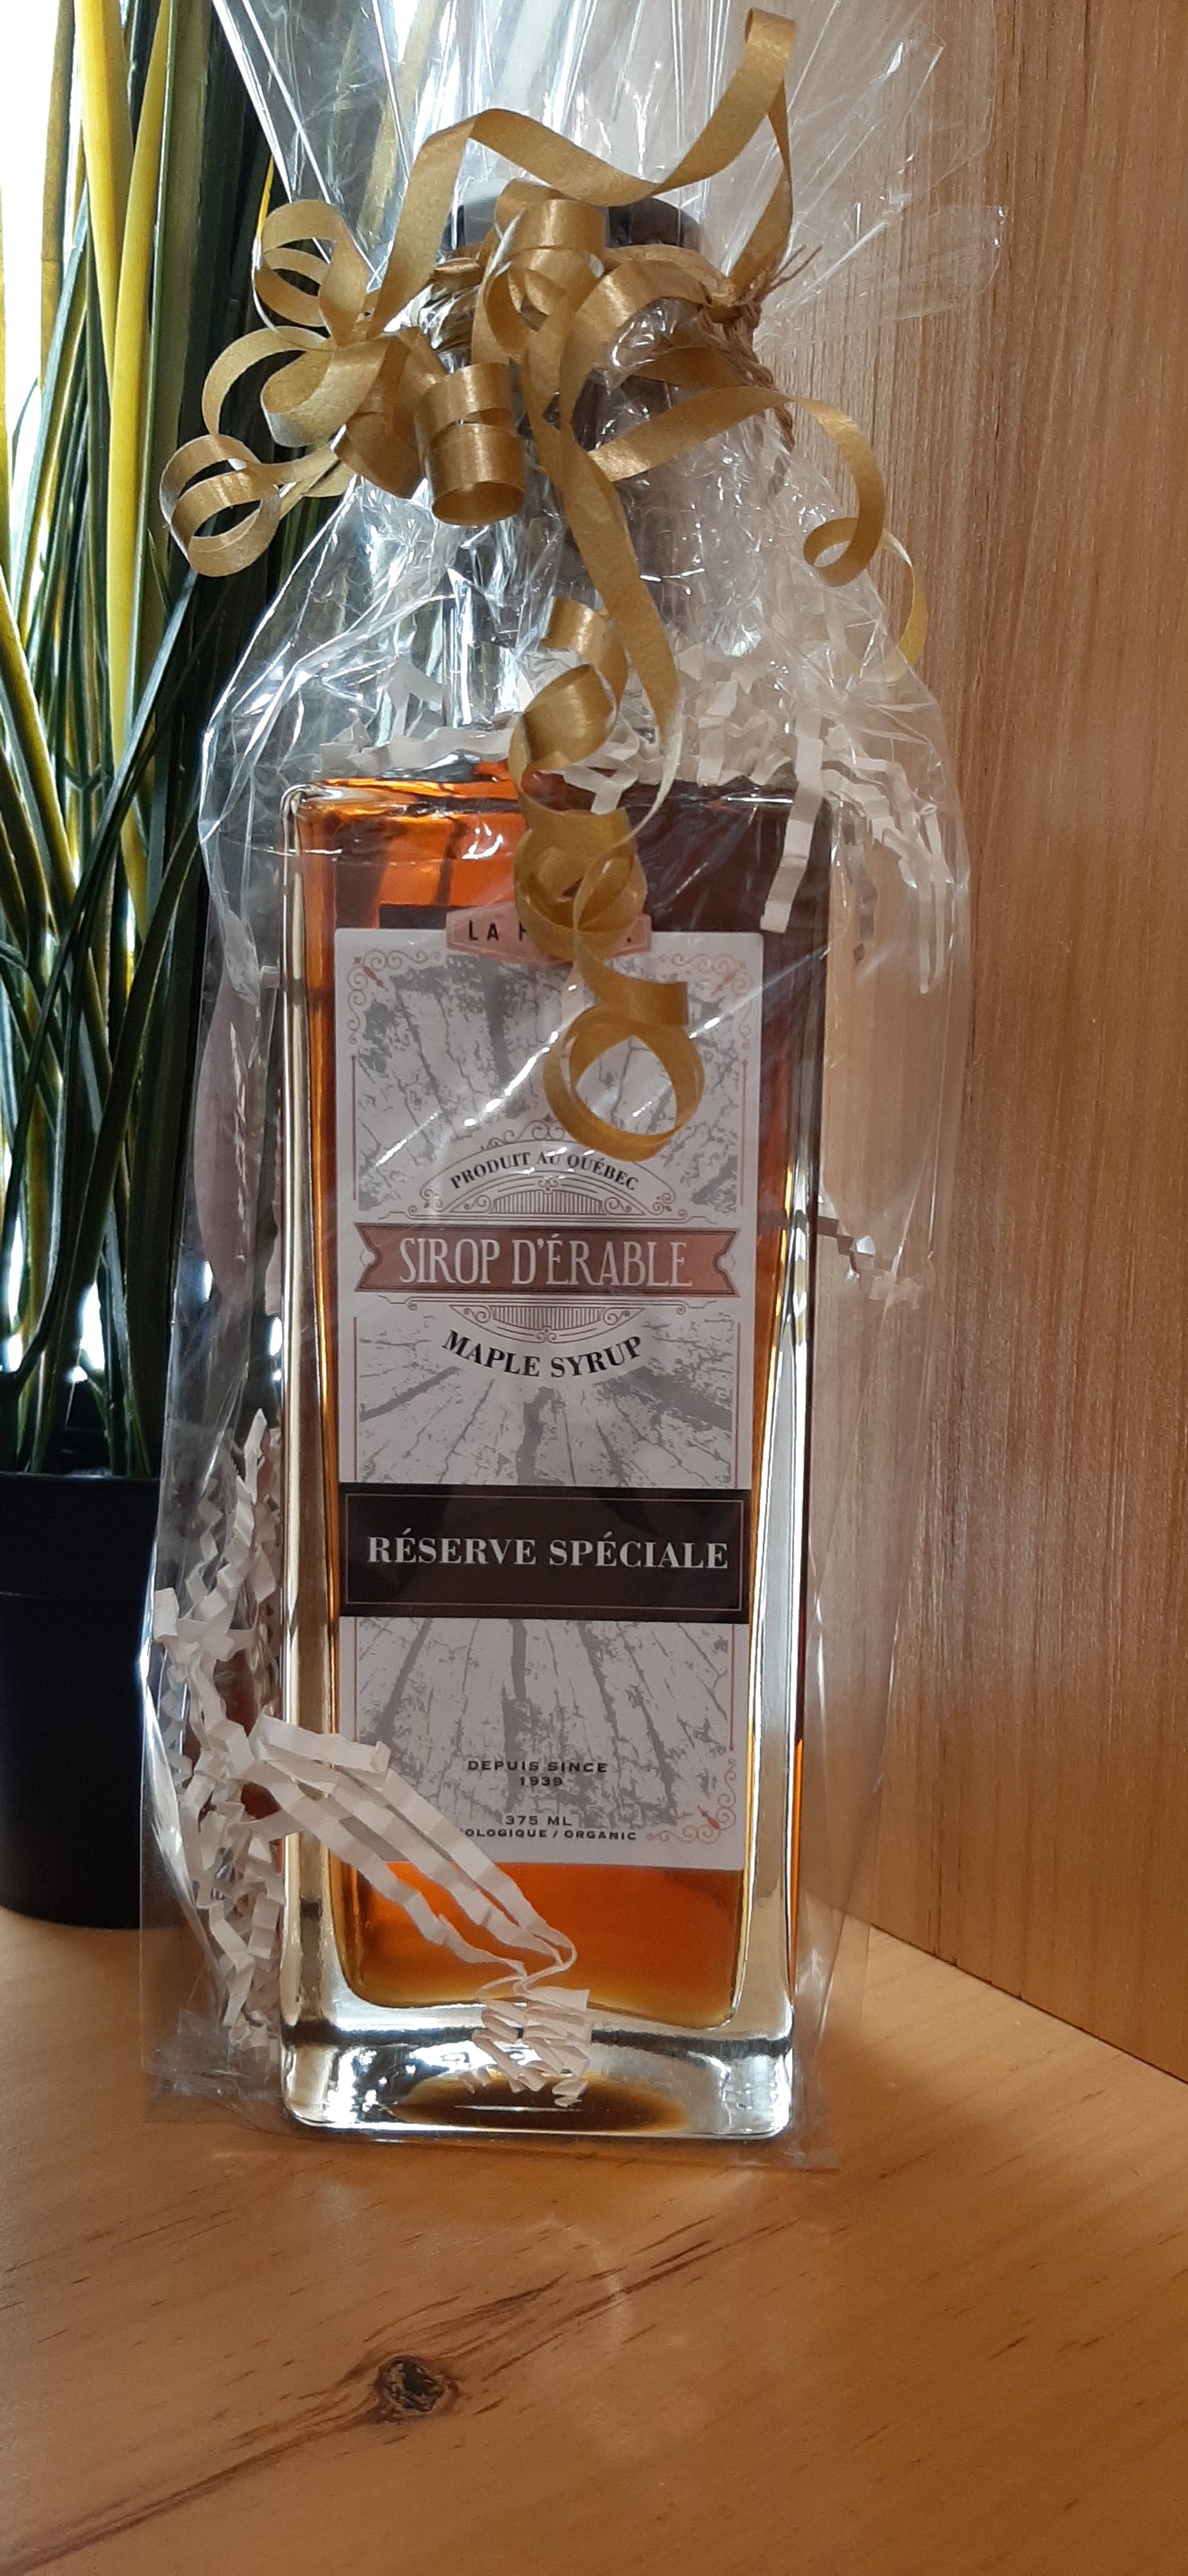 LA
PRODUIT AU QUÉBEC
SIROP D'ÉRABLE
MAPLE SYRUP
RÉSERVE SPÉCIALE
DEPUIS SINCE
1939
375 ML
/ ORGANIC